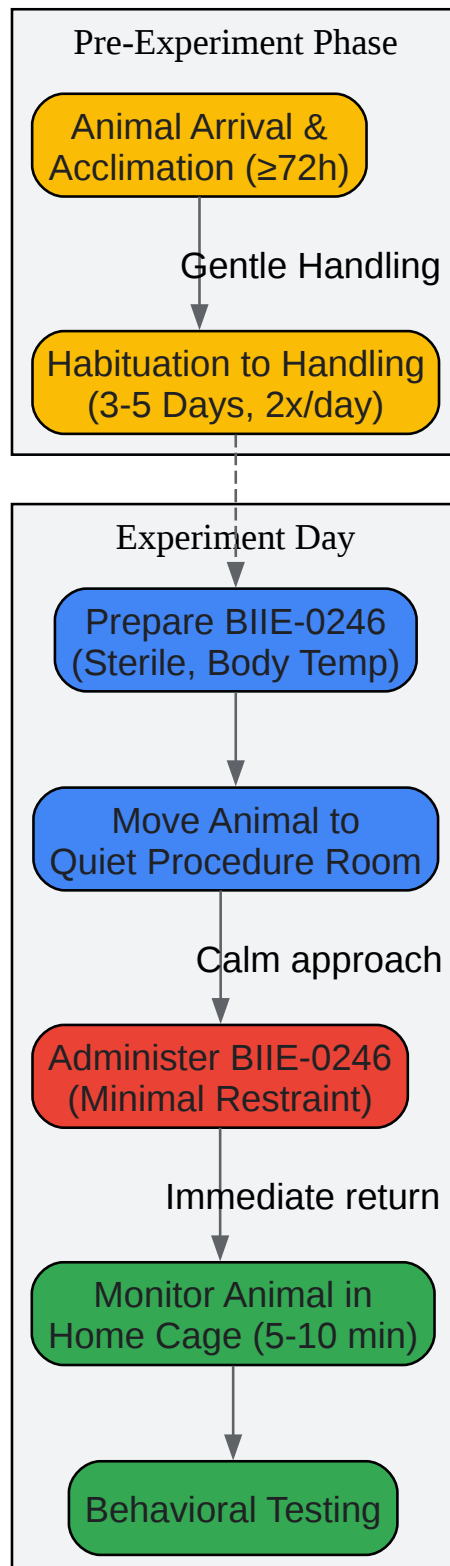 Pre-Experiment Phase
Animal Arrival &
Acclimation (≥72h)
Gentle Handling
Habituation to Handling
(3-5 Days, 2x/day)
Experiment Day
Prepare BIIE-0246
(Sterile, Body Temp)
Move Animal to
Quiet Procedure Room
Calm approach
Administer BIIE-0246
(Minimal Restraint)
Immediate return
Monitor Animal in
Home Cage (5-10 min)
Behavioral Testing